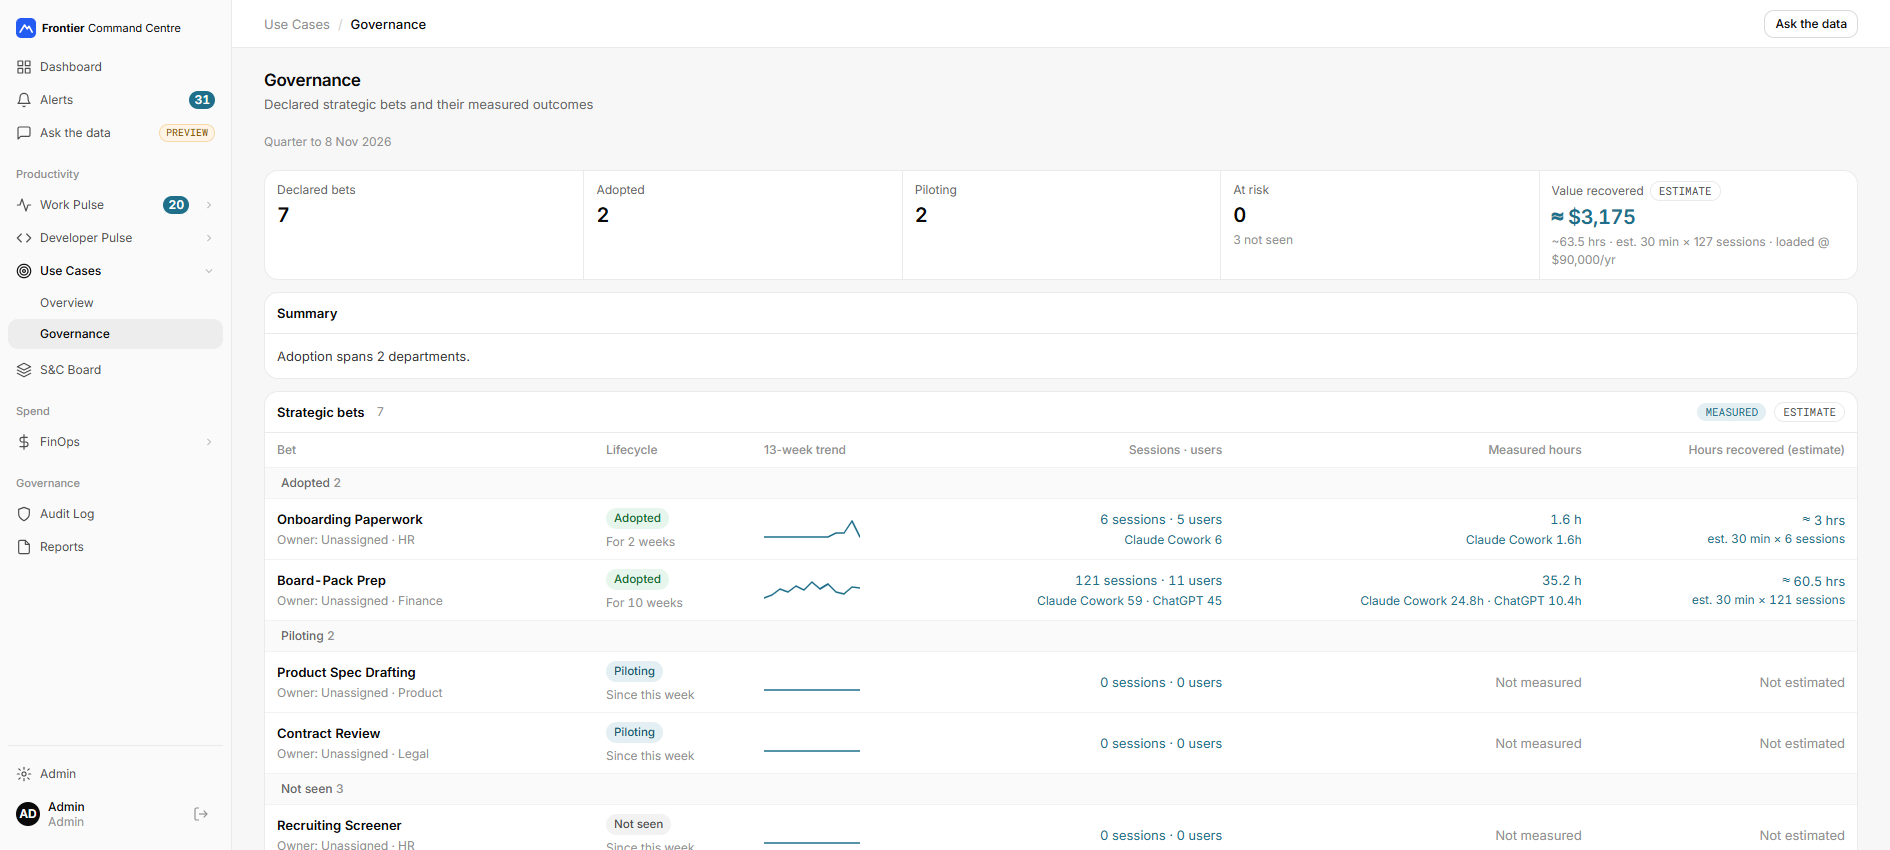 Frontier Command Centre
Dashboard
Alerts 31
Ask the data PREVIEW
Productivity
Work Pulse 20
Developer Pulse
Use Cases
Overview
Governance
S&C Board
Spend
FinOps
Governance
Audit Log
Reports
Admin
AD
Admin
Admin
Use Cases / Governance
Ask the data
Governance
Declared strategic bets and their measured outcomes
Quarter to 8 Nov 2026
Declared bets
7
Adopted
2
Piloting
2
At risk
0
3 not seen
Value recovered ESTIMATE
≈ $3,175
~63.5 hrs · est. 30 min × 127 sessions · loaded @
$90,000/yr
Summary
Adoption spans 2 departments.
Strategic bets 7 MEASURED ESTIMATE
Bet Lifecycle 13-week trend Sessions · users Measured hours Hours recovered (estimate)
Adopted 2
Onboarding Paperwork Adopted 6 sessions · 5 users 1.6 h ≈ 3 hrs
Owner: Unassigned · HR For 2 weeks Claude Cowork 6 Claude Cowork 1.6h est. 30 min × 6 sessions
Board-Pack Prep Adopted 121 sessions · 11 users 35.2 h ≈ 60.5 hrs
Owner: Unassigned · Finance For 10 weeks Claude Cowork 59 · ChatGPT 45 Claude Cowork 24.8h · ChatGPT 10.4h est. 30 min × 121 sessions
Piloting 2
Product Spec Drafting Piloting 0 sessions · 0 users Not measured Not estimated
Owner: Unassigned · Product Since this week
Contract Review Piloting 0 sessions · 0 users Not measured Not estimated
Owner: Unassigned · Legal Since this week
Not seen 3
Recruiting Screener Not seen 0 sessions · 0 users Not measured Not estimated
Owner: Unassigned · HR Since this week